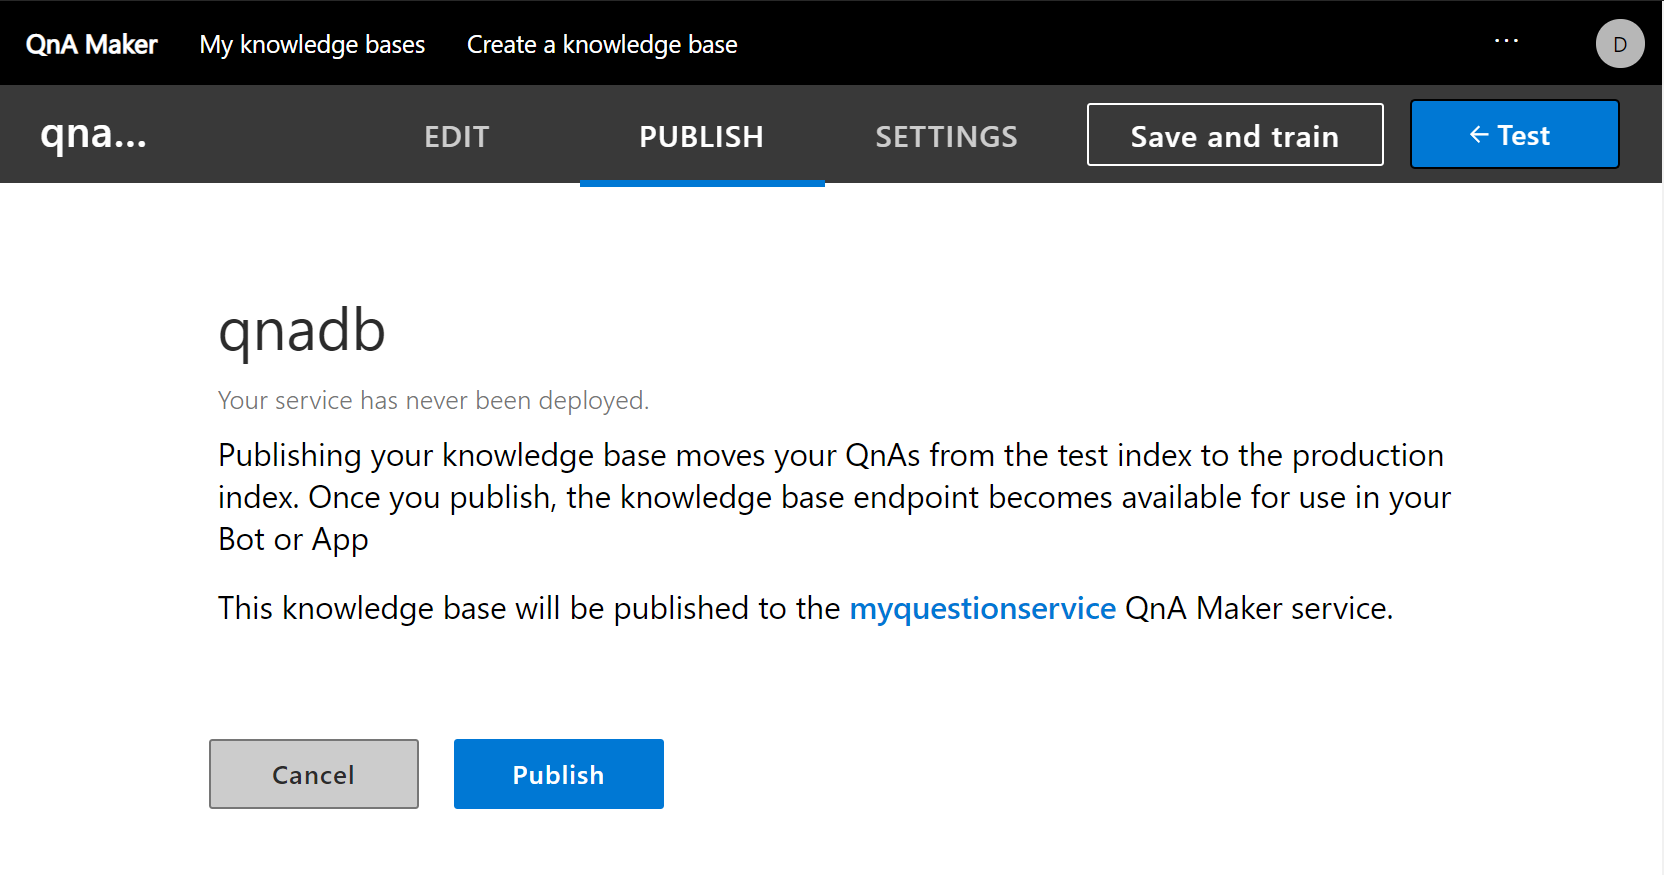 QnA Maker My knowledge bases Create a knowledge base ... D
qna... EDIT PUBLISH SETTINGS Save and train ← Test
qnadb
Your service has never been deployed.
Publishing your knowledge base moves your QnAs from the test index to the production
index. Once you publish, the knowledge base endpoint becomes available for use in your
Bot or App
This knowledge base will be published to the myquestionservice QnA Maker service.
Cancel Publish